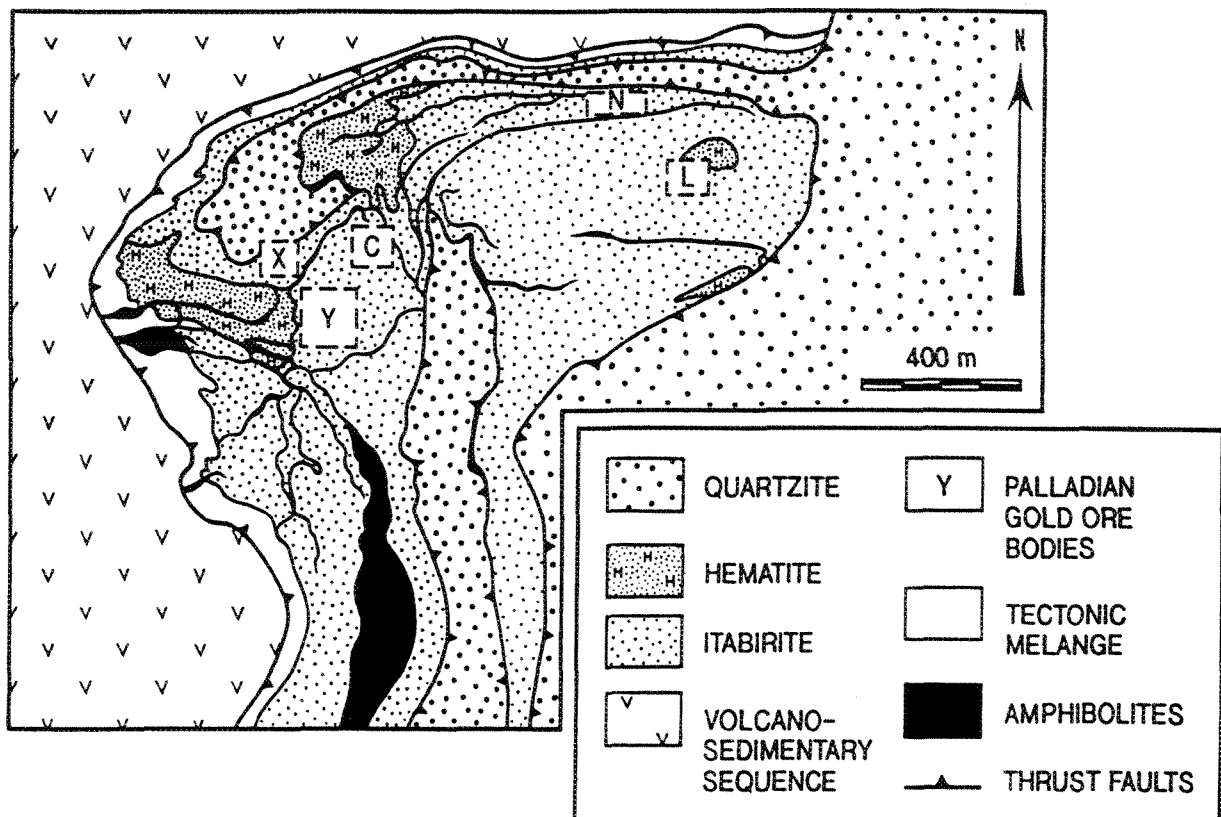 N
N
L
X
C
Y
400 m
QUARTZITE
HEMATITE
ITABIRITE
VOLCANO-
SEDIMENTARY
SEQUENCE
Y
PALLADIAN
GOLD ORE
BODIES
TECTONIC
MELANGE
AMPHIBOLITES
THRUST FAULTS